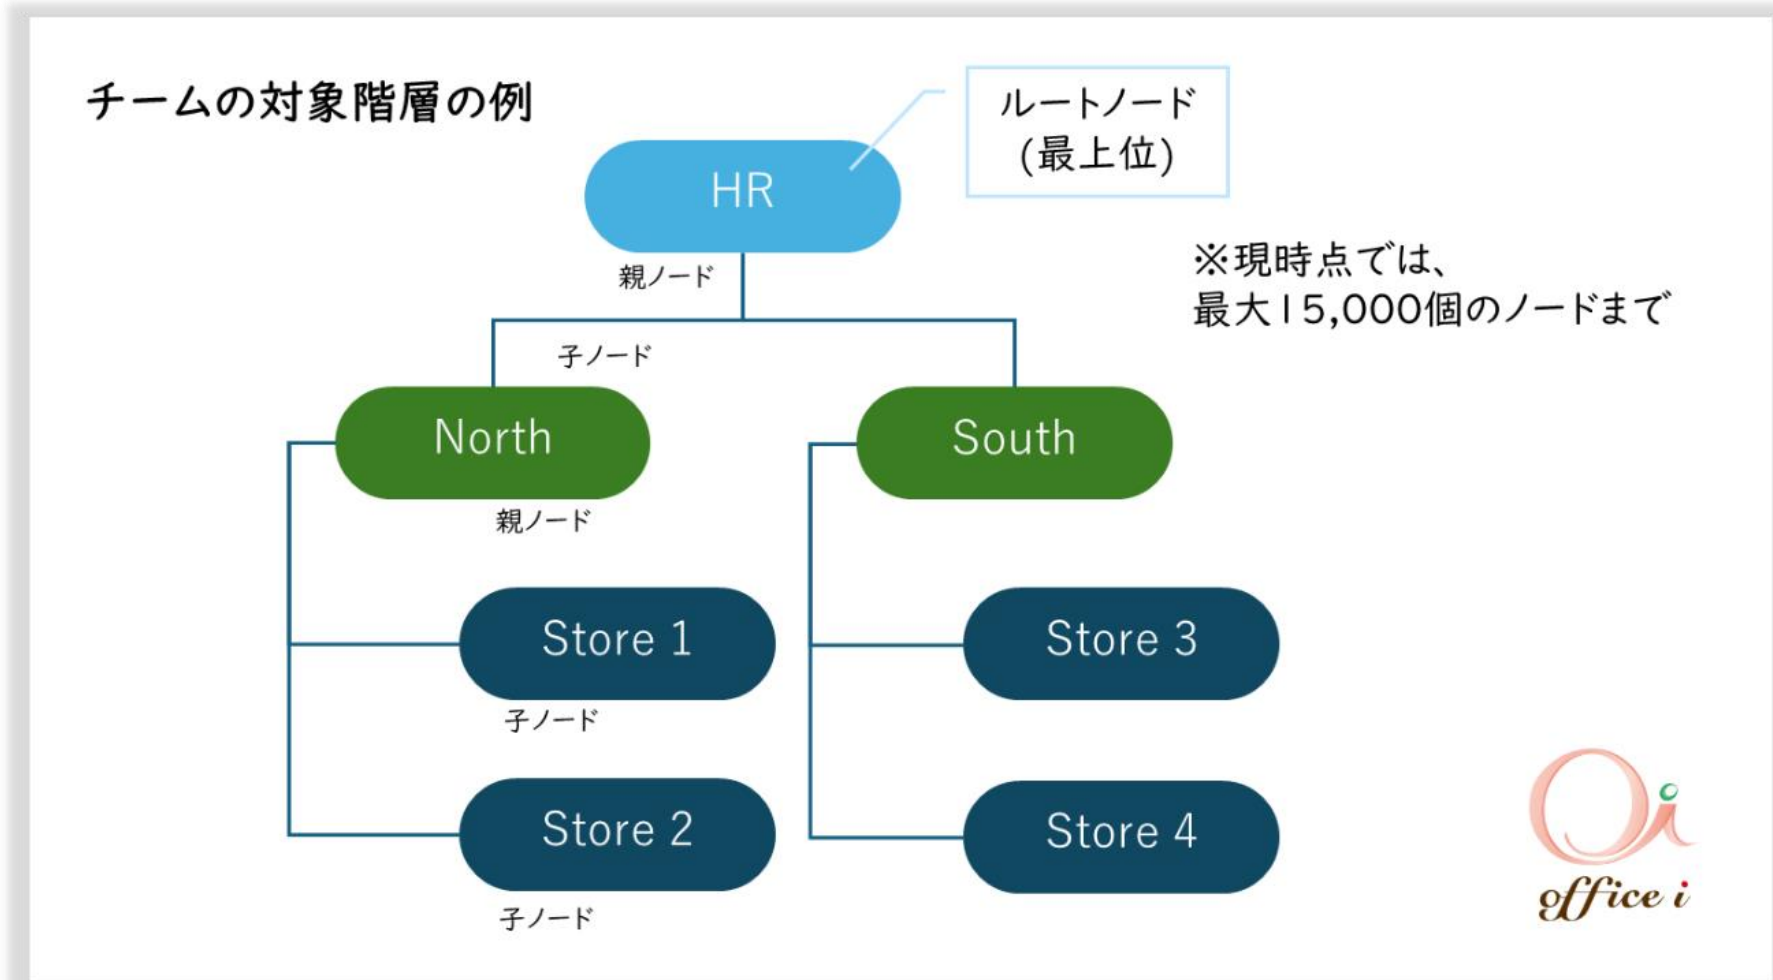 チームの対象階層の例
ルートノード
(最上位)
HR
親ノード
※現時点では、
最大15,000個のノードまで
子ノード
North
South
親ノード
Store 1
Store 3
子ノード
Store 2
Store 4
子ノード
Oi
office i